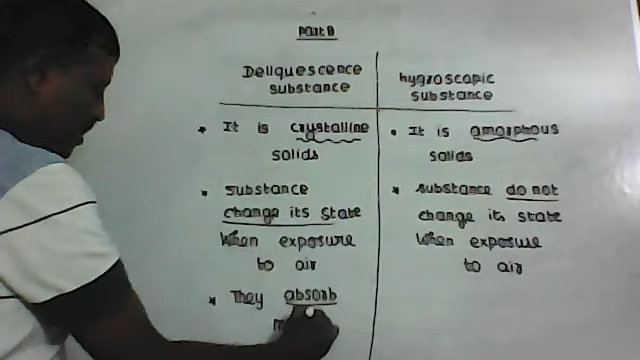 Part B
Deliquescence
substance
hygroscopic
substance
* It is crystalline
solids
* It is amorphous
solids
* substance
change its state
When exposure
to air
* substance do not
change its state
When exposure
to air
* They absorb